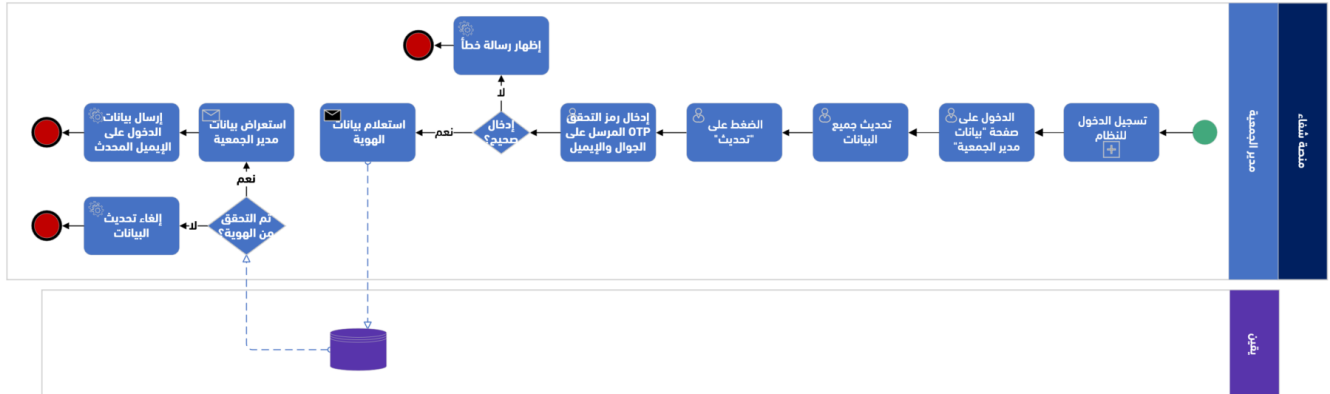 منصة شفاء
مدير الجمعية
تسجيل الدخول
للنظام
الدخول على
صفحة "بيانات
مدير الجمعية"
تحديث جميع
البيانات
الضغط على
"تحديث"
إدخال رمز التحقق
OTP المرسل على
الجوال والإيميل
إدخال
صحيح؟
لا
إظهار رسالة خطأ
نعم
استعلام بيانات
الهوية
تم التحقق
من الهوية؟
نعم
استعراض بيانات
مدير الجمعية
إرسال بيانات
الدخول على
الإيميل المحدث
لا
إلغاء تحديث
البيانات
يقين